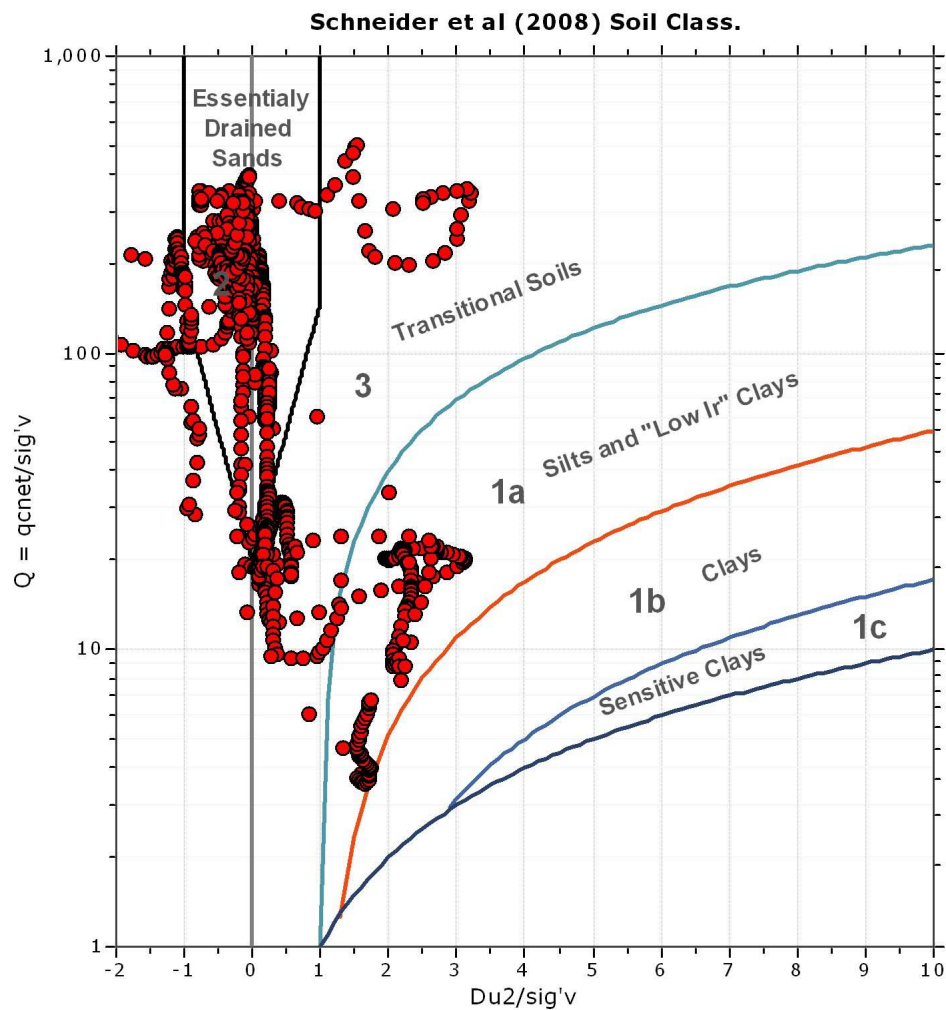 Schneider et al (2008) Soil Class.
1,000
Essentialy
Drained
Sands
2
Transitional Soils
100
3
Silts and "Low Ir" Clays
1a
Q = qcnet/sig'v
Clays
1b
1c
10
Sensitive Clays
1
-2 -1 0 1 2 3 4 5 6 7 8 9 10
Du2/sig'v